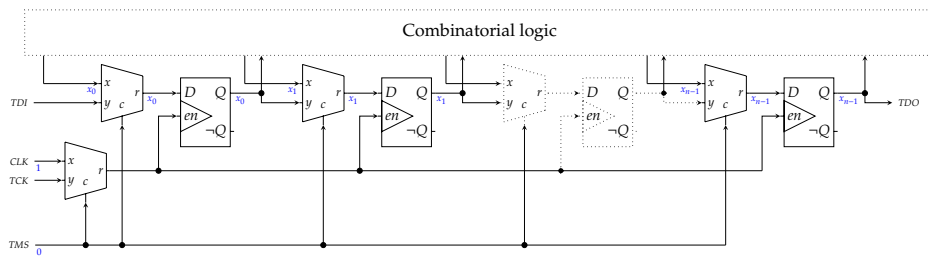 Combinatorial logic
x r x r x r x r
x₀ D Q x₁ D Q x₁ D Q D Q
TDI y c x₀ x₀ y c x₁ y c xₙ₋₁ y c xₙ₋₁ xₙ₋₁ TDO
en en en en
¬Q ¬Q ¬Q ¬Q
CLK x
1 r
TCK y c
TMS
0